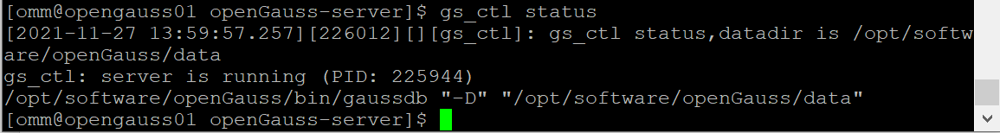 [omm@opengauss01 openGauss-server]$ gs_ctl status
[2021-11-27 13:59:57.257][226012][][gs_ctl]: gs_ctl status,datadir is /opt/softw
are/openGauss/data
gs_ctl: server is running (PID: 225944)
/opt/software/openGauss/bin/gaussdb "-D" "/opt/software/openGauss/data"
[omm@opengauss01 openGauss-server]$